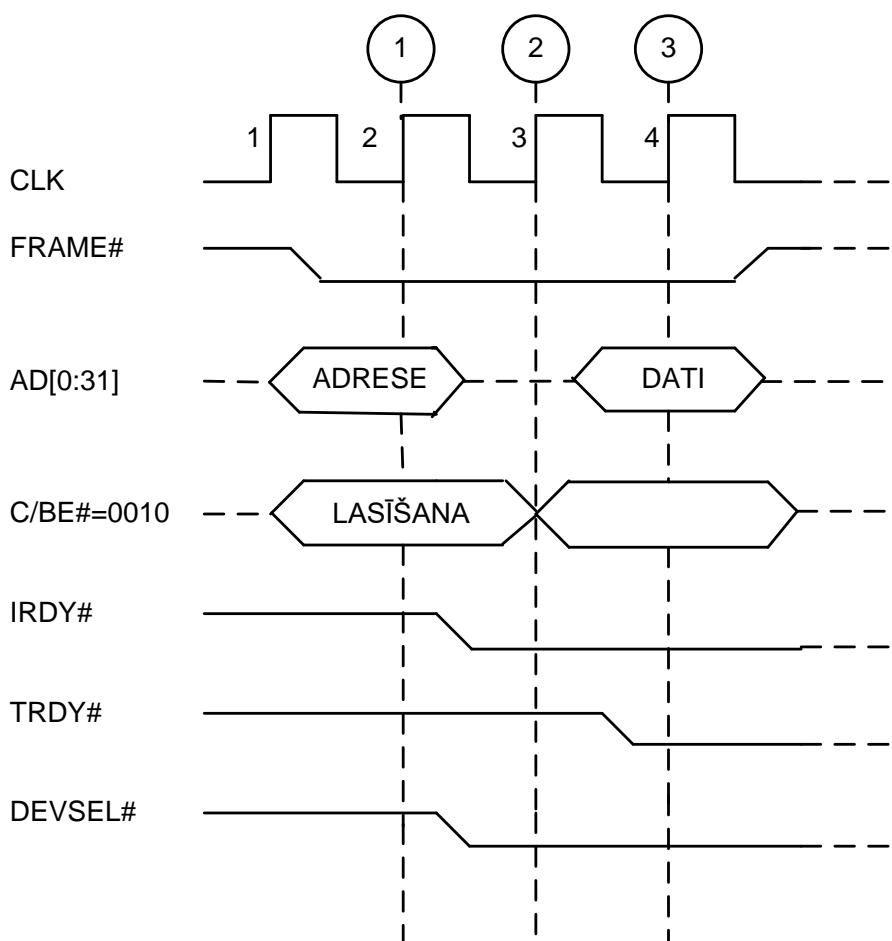 1 2 3
1 2 3 4
CLK
FRAME#
AD[0:31] ADRESE DATI
C/BE#=0010 LASĪŠANA
IRDY#
TRDY#
DEVSEL#